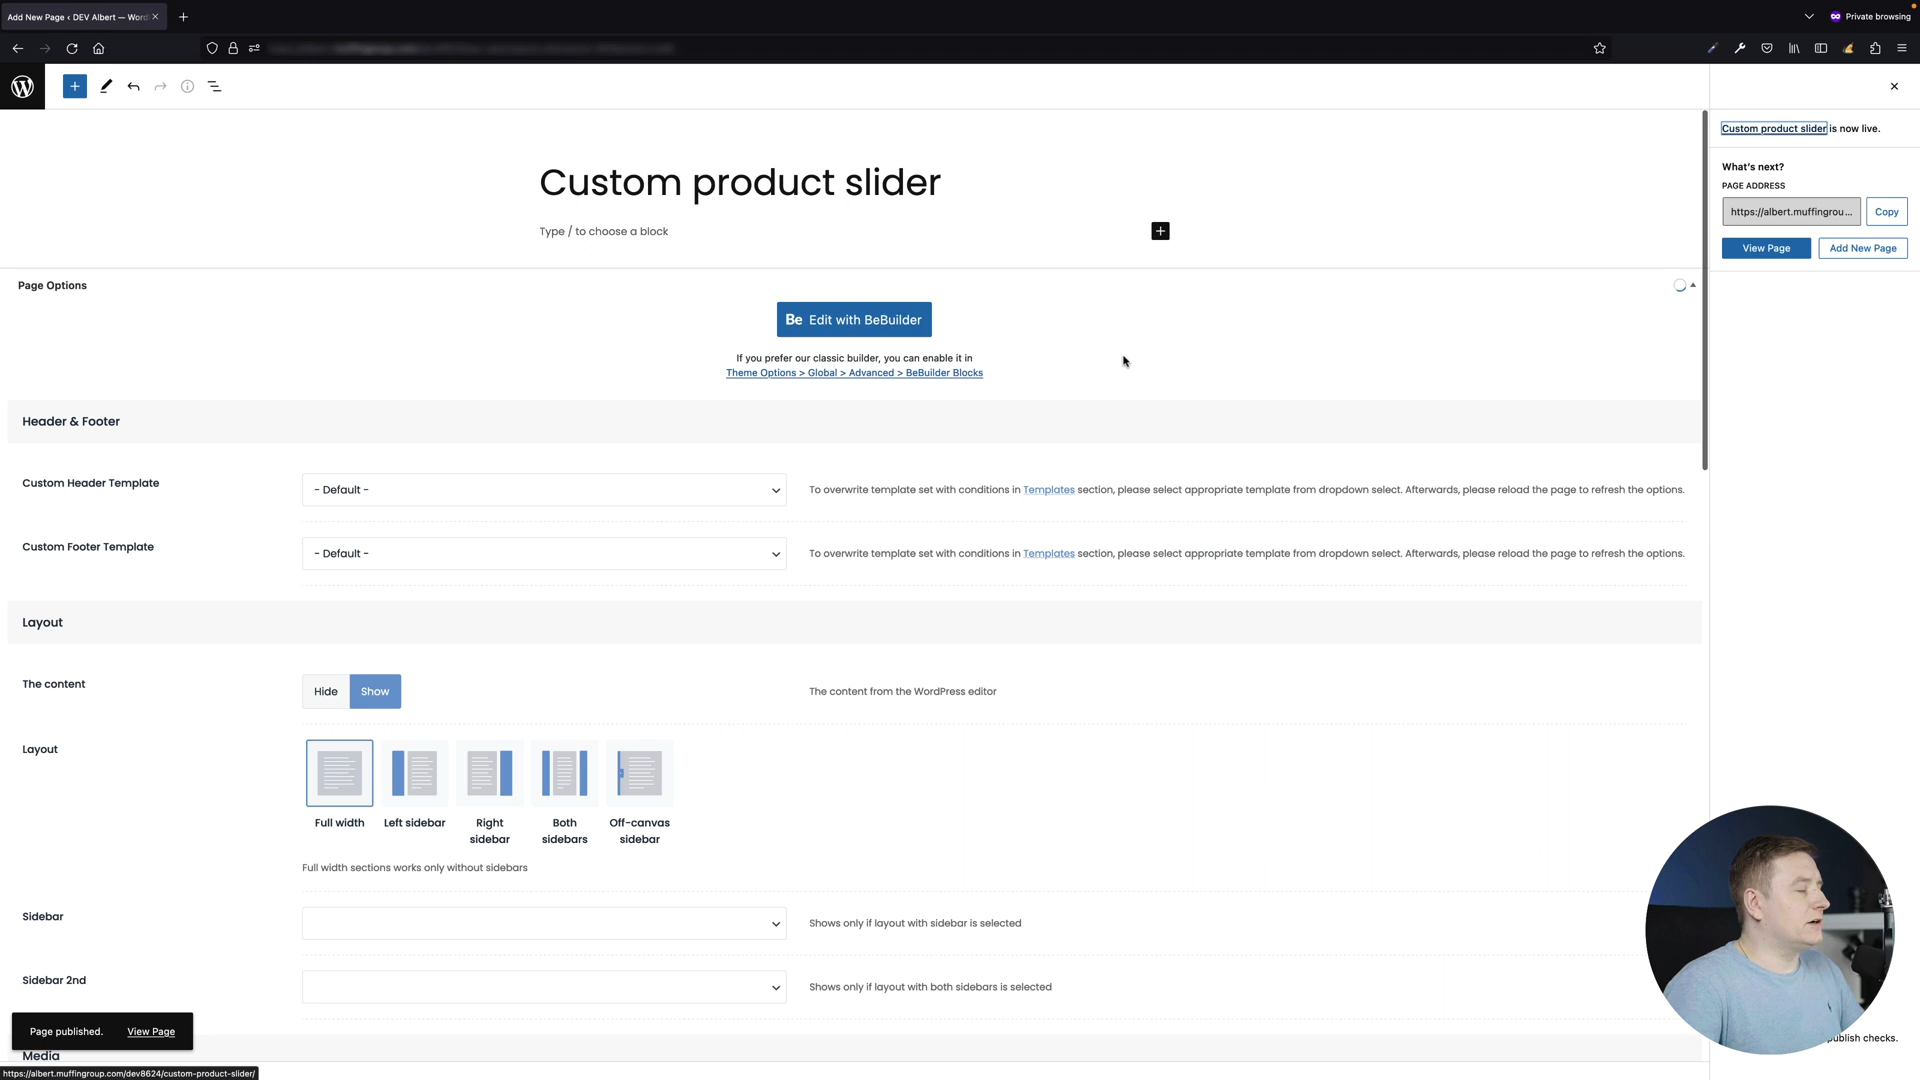 Add New Page ‹ DEV Albert — Word
Private browsing
Custom product slider is now live.
What's next?
PAGE ADDRESS
https://albert.muffingrou... Copy
View Page Add New Page
Custom product slider
Type / to choose a block
Page Options
Be Edit with BeBuilder
If you prefer our classic builder, you can enable it in
Theme Options > Global > Advanced > BeBuilder Blocks
Header & Footer
Custom Header Template
- Default -
To overwrite template set with conditions in Templates section, please select appropriate template from dropdown select. Afterwards, please reload the page to refresh the options.
Custom Footer Template
- Default -
To overwrite template set with conditions in Templates section, please select appropriate template from dropdown select. Afterwards, please reload the page to refresh the options.
Layout
The content
Hide Show
The content from the WordPress editor
Layout
Full width Left sidebar Right sidebar Both sidebars Off-canvas sidebar
Full width sections works only without sidebars
Sidebar
Shows only if layout with sidebar is selected
Sidebar 2nd
Shows only if layout with both sidebars is selected
Page published. View Page
publish checks.
Media
https://albert.muffingroup.com/dev8624/custom-product-slider/